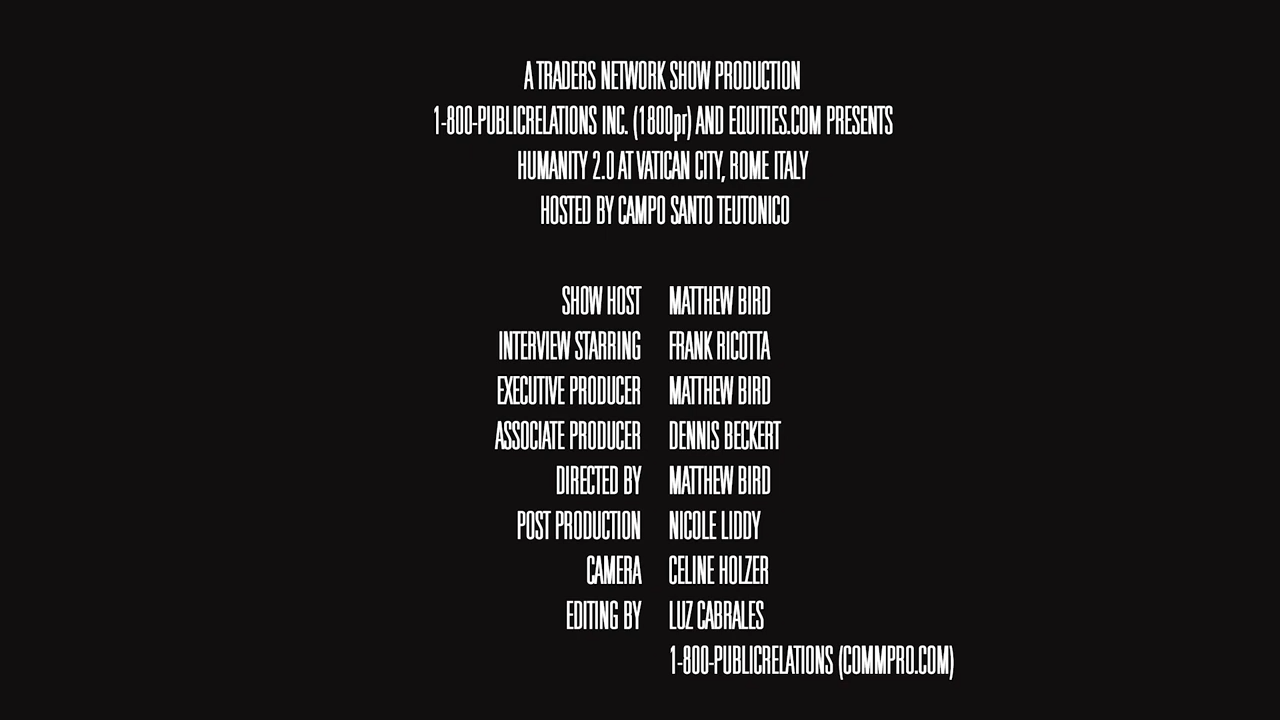 A TRADERS NETWORK SHOW PRODUCTION
1-800-PUBLICRELATIONS INC. (1800pr) AND EQUITIES.COM PRESENTS
HUMANITY 2.0 AT VATICAN CITY, ROME ITALY
HOSTED BY CAMPO SANTO TEUTONICO
SHOW HOST MATTHEW BIRD
INTERVIEW STARRING FRANK RICOTTA
EXECUTIVE PRODUCER MATTHEW BIRD
ASSOCIATE PRODUCER DENNIS BECKERT
DIRECTED BY MATTHEW BIRD
POST PRODUCTION NICOLE LIDDY
CAMERA CELINE HOLZER
EDITING BY LUZ CABRALES
1-800-PUBLICRELATIONS (COMMPRO.COM)